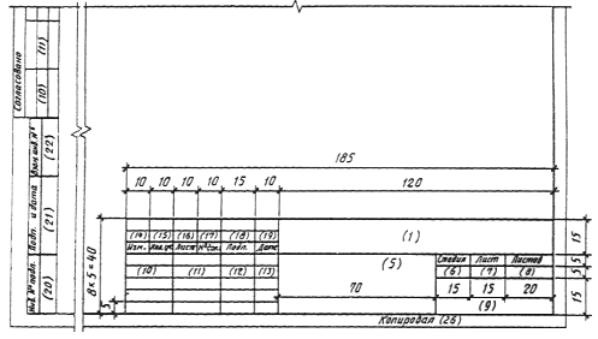 Согласовано
(11)
(10)
Взам. инв. №
(22)
Подп. и дата
(21)
Инв. № подл.
(20)
185
10 10 10 10 15 10 120
(14) (15) (16) (17) (18) (19) (1)
Изм. Кол.уч. Лист № док. Подп. Дата
(5) Стадия Лист Листов
(10) (11) (12) (13) (6) (7) (8)
70 15 15 20
(9)
8 × 5 = 40
5
15
5
5
15
Копировал (26)